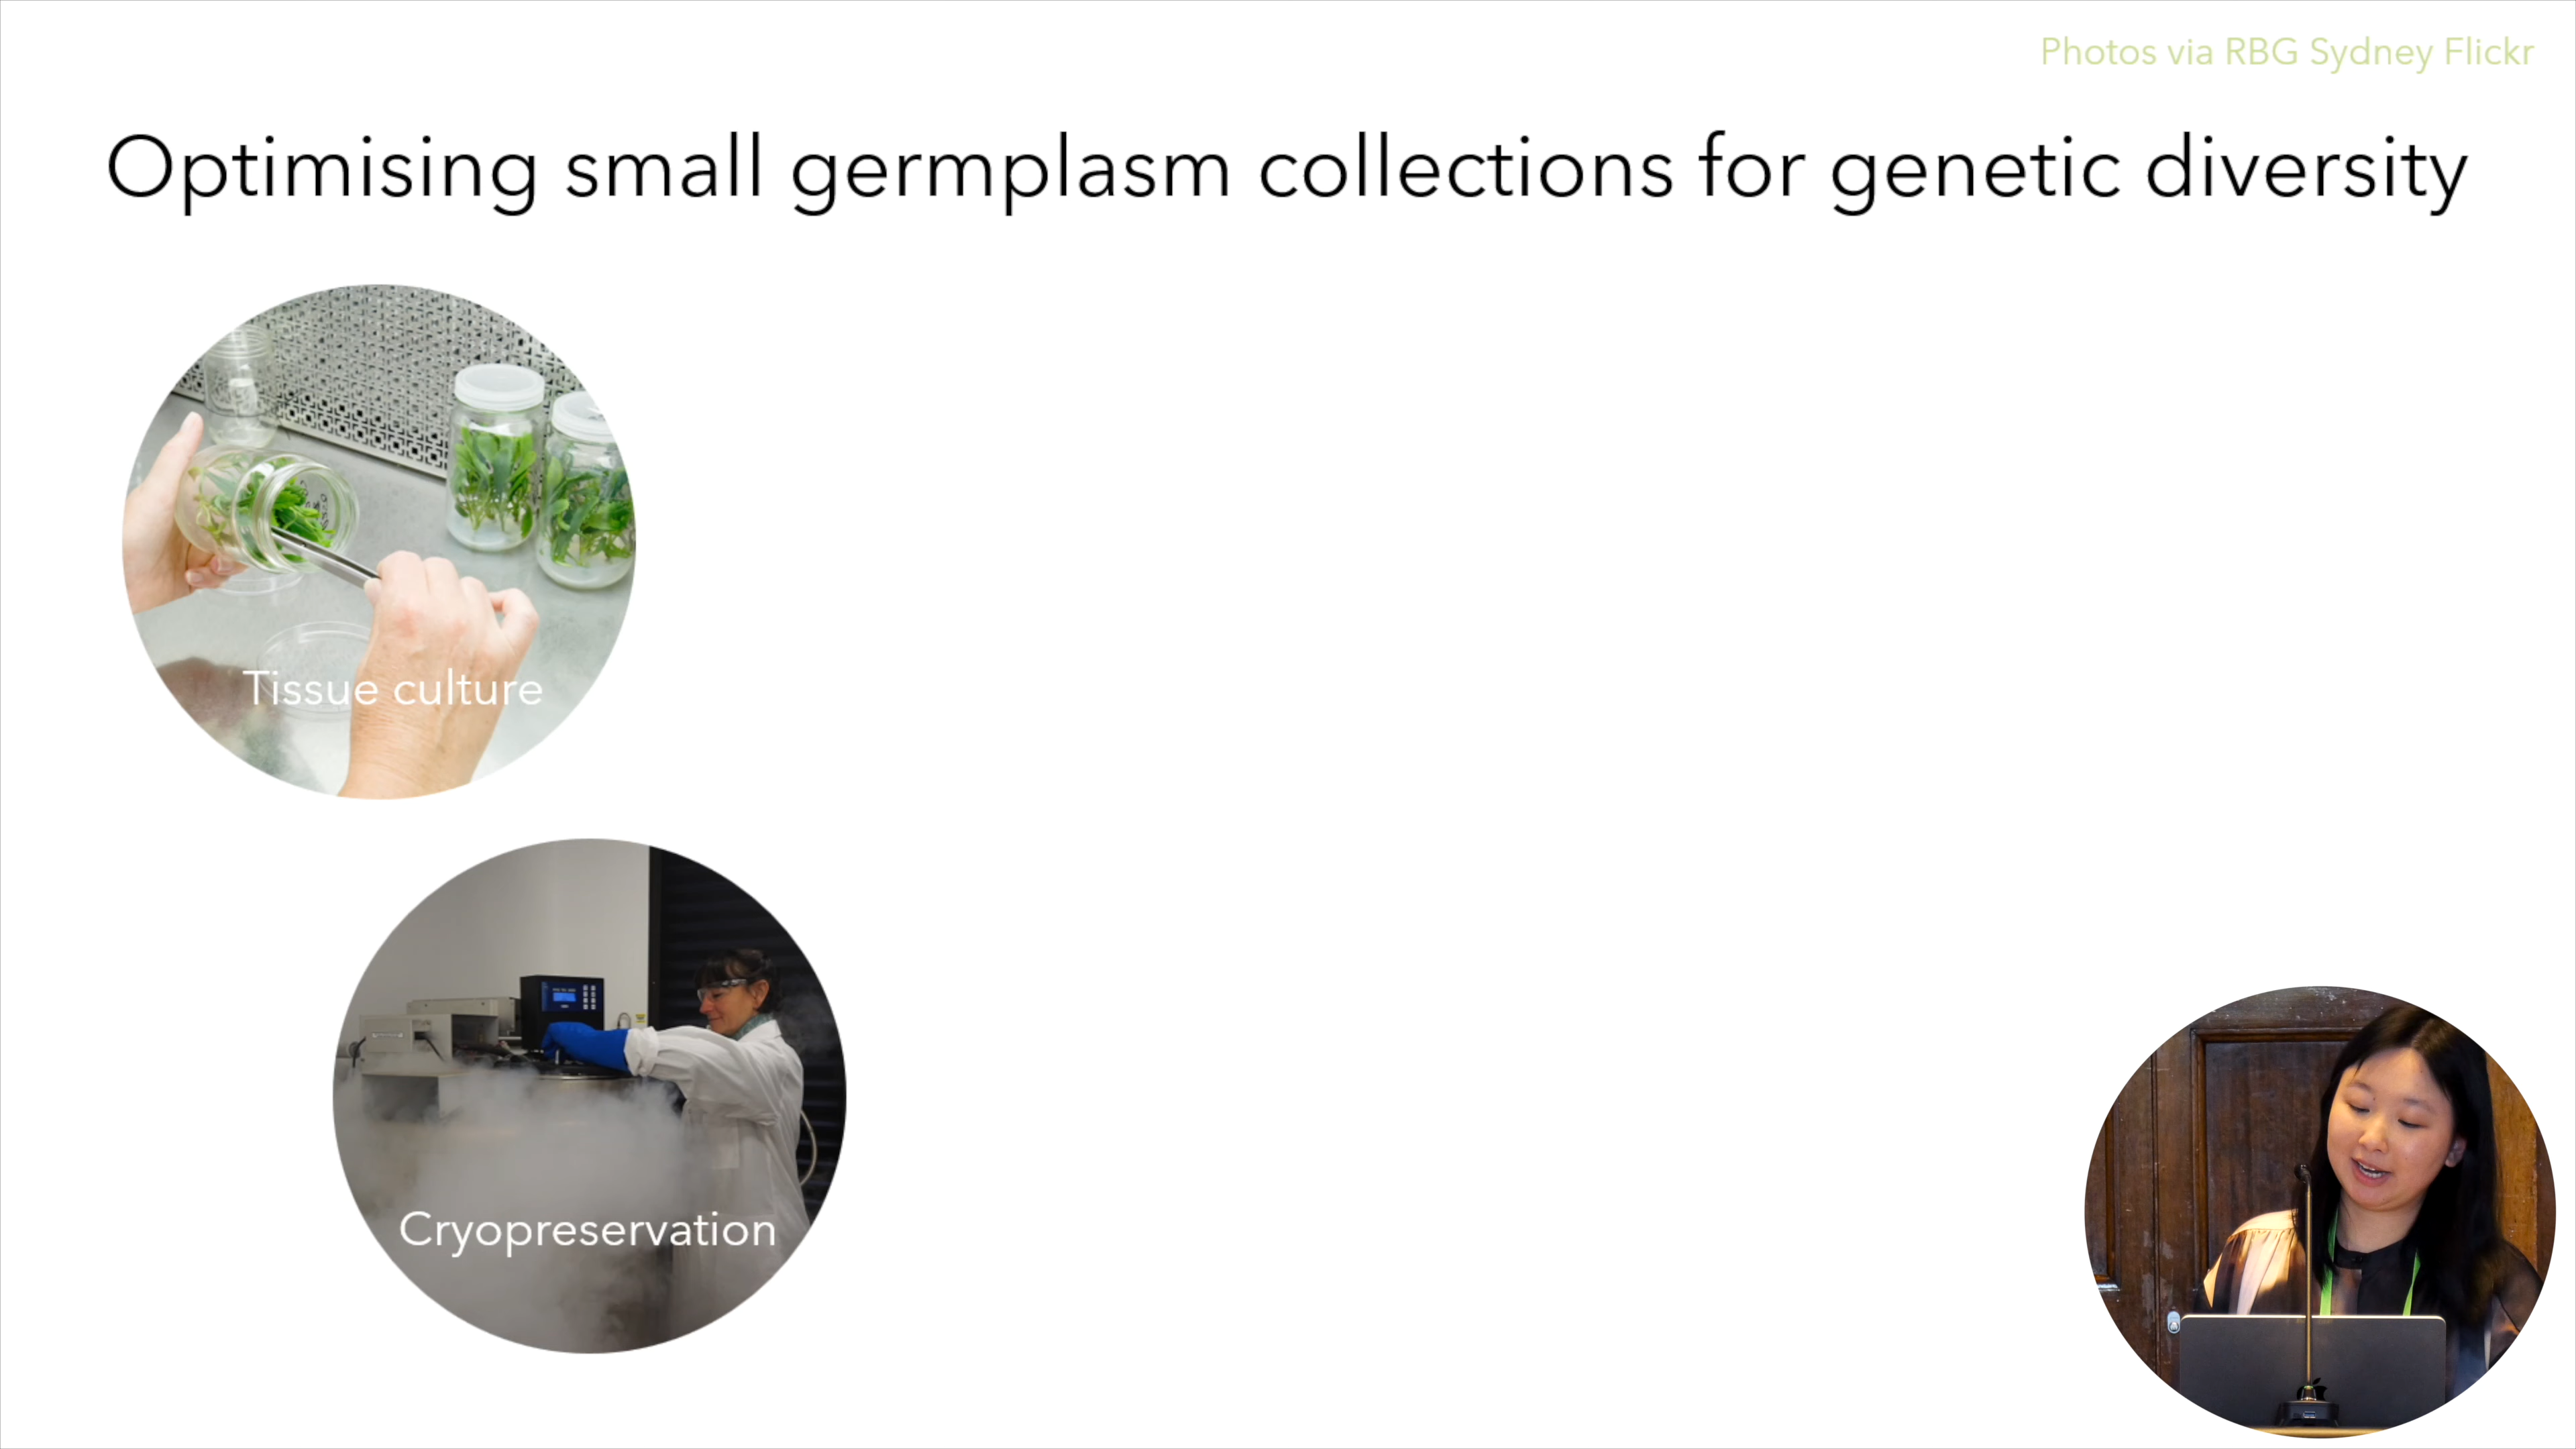 Photos via RBG Sydney Flickr
Optimising small germplasm collections for genetic diversity
Tissue culture
Cryopreservation